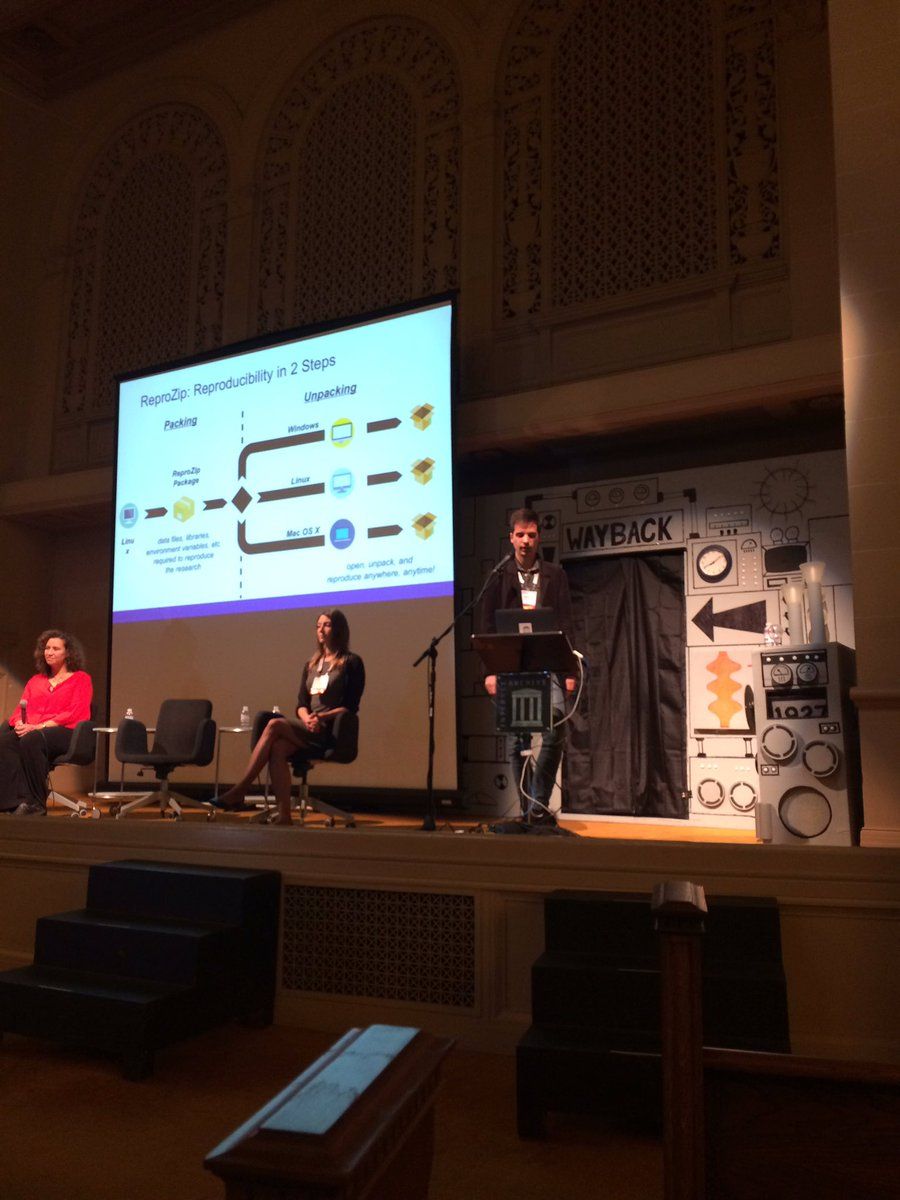 ReproZip: Reproducibility in 2 Steps
Packing
Unpacking
Windows
ReproZip
Package
Linux
Linu
x
data files, libraries,
environment variables, etc.
required to reproduce
the research
Mac OS X
open, unpack, and
reproduce anywhere, anytime!
WAYBACK
ARCHIVE
1927